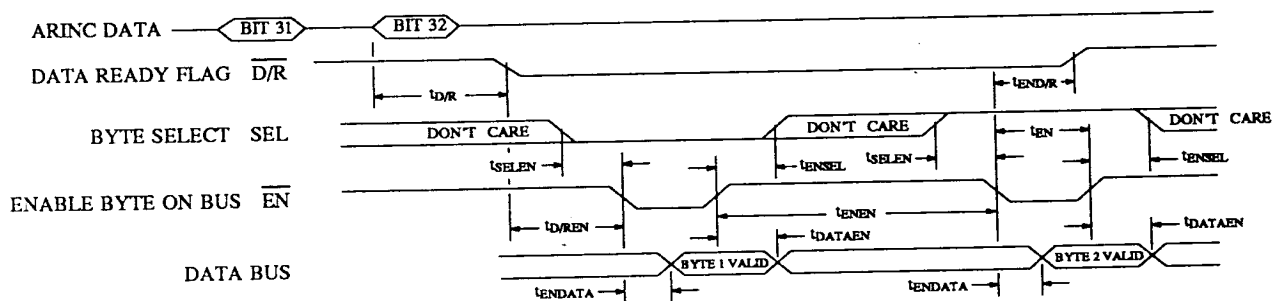 ARINC DATA BIT 31 BIT 32
DATA READY FLAG D/R
tD/R tEND/R
BYTE SELECT SEL DON'T CARE DON'T CARE DON'T CARE
tEN
tSELEN tENSEL tSELEN tENSEL
ENABLE BYTE ON BUS EN
tD/REN tENEN
tDATAEN tDATAEN
DATA BUS BYTE 1 VALID BYTE 2 VALID
tENDATA tENDATA